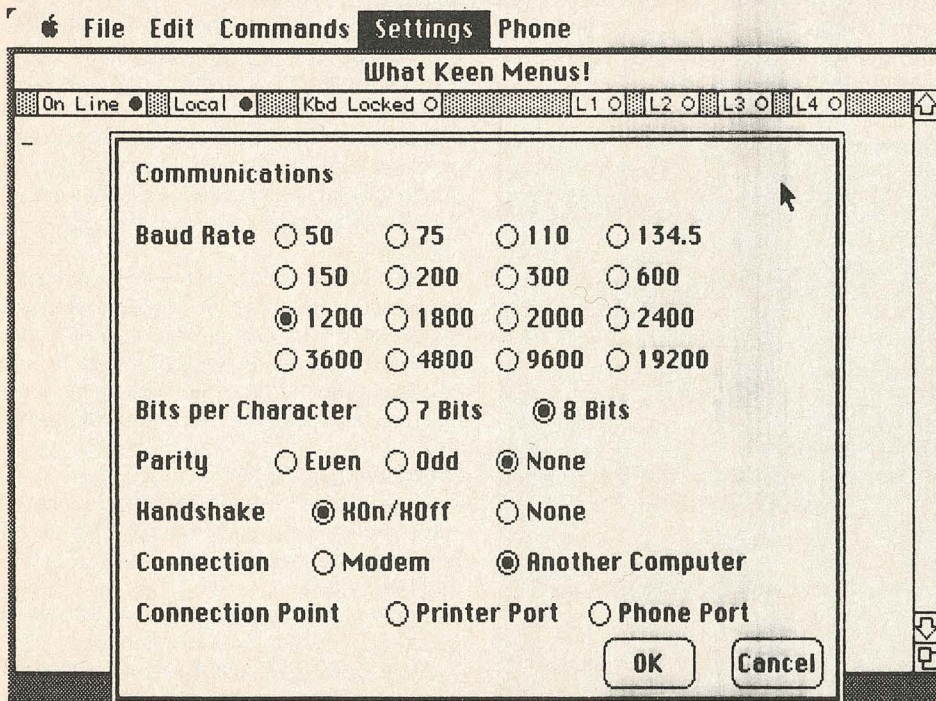 File Edit Commands Settings Phone
What Keen Menus!
On Line Local Kbd Locked L1 L2 L3 L4
Communications
Baud Rate 50 75 110 134.5
150 200 300 600
1200 1800 2000 2400
3600 4800 9600 19200
Bits per Character 7 Bits 8 Bits
Parity Even Odd None
Handshake XOn/XOff None
Connection Modem Another Computer
Connection Point Printer Port Phone Port
OK Cancel